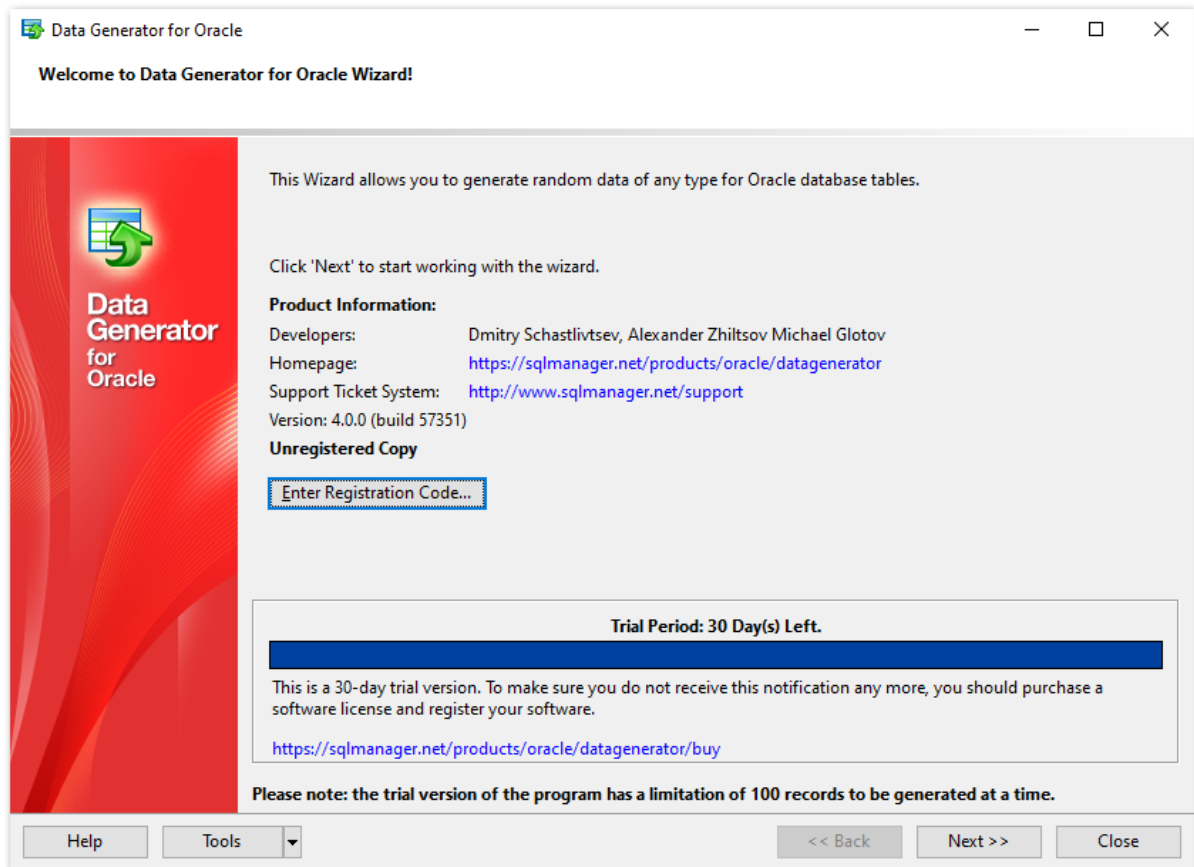 Data Generator for Oracle
Welcome to Data Generator for Oracle Wizard!
This Wizard allows you to generate random data of any type for Oracle database tables.
Data
Generator
for
Oracle
Click 'Next' to start working with the wizard.
Product Information:
Developers: Dmitry Schastlivtsev, Alexander Zhiltsov Michael Glotov
Homepage: https://sqlmanager.net/products/oracle/datagenerator
Support Ticket System: http://www.sqlmanager.net/support
Version: 4.0.0 (build 57351)
Unregistered Copy
Enter Registration Code...
Trial Period: 30 Day(s) Left.
This is a 30-day trial version. To make sure you do not receive this notification any more, you should purchase a
software license and register your software.
https://sqlmanager.net/products/oracle/datagenerator/buy
Please note: the trial version of the program has a limitation of 100 records to be generated at a time.
Help Tools << Back Next >> Close